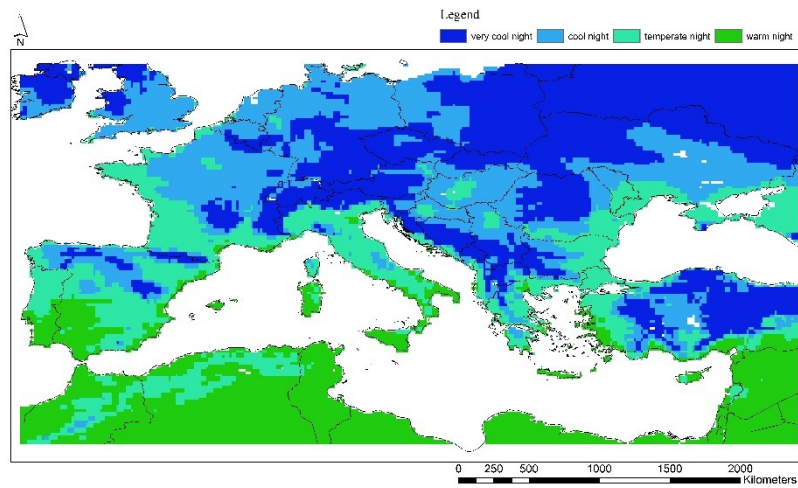 Legend
very cool night cool night temperate night warm night
N
0 250 500 1000 1500 2000
Kilometers